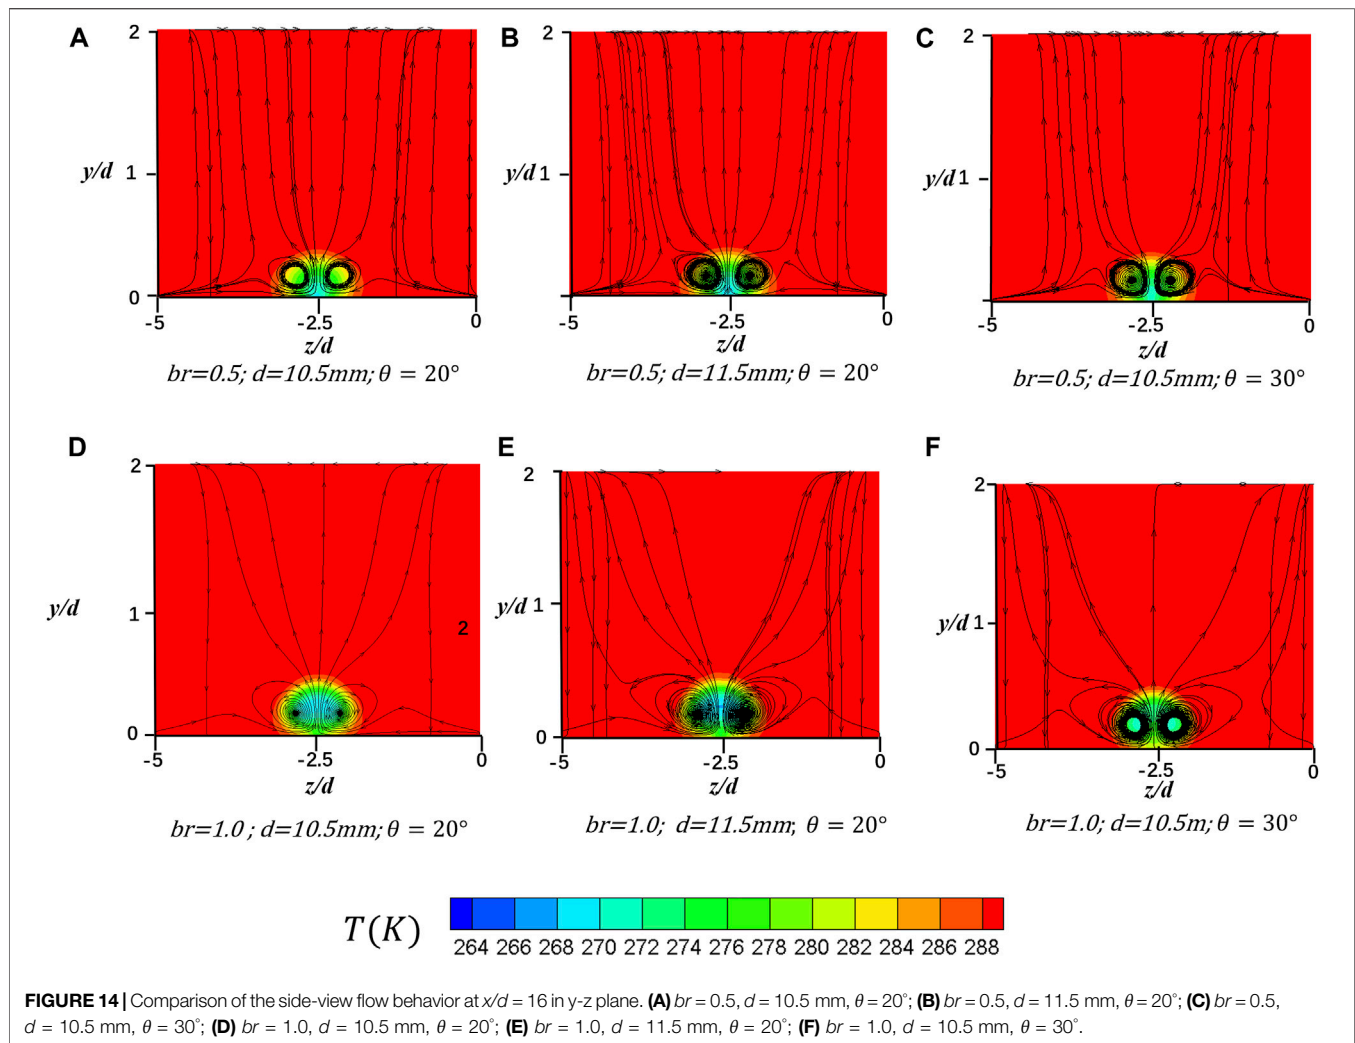 A
B
C
2
2
2
y/d 1
y/d 1
y/d 1
0
0
-5
-2.5
0
-5
-2.5
0
-5
-2.5
0
z/d
z/d
z/d
br=0.5; d=10.5mm; θ = 20°
br=0.5; d=11.5mm; θ = 20°
br=0.5; d=10.5mm; θ = 30°
D
E
F
2
2
2
y/d
1
y/d 1
y/d 1
2
0
0
0
-5
-2.5
0
-5
-2.5
0
-5
-2.5
0
z/d
z/d
z/d
br=1.0 ; d=10.5mm; θ = 20°
br=1.0; d=11.5mm; θ = 20°
br=1.0; d=10.5m; θ = 30°
T(K)
264 266 268 270 272 274 276 278 280 282 284 286 288
FIGURE 14 | Comparison of the side-view flow behavior at x/d = 16 in y-z plane. (A) br = 0.5, d = 10.5 mm, θ = 20°; (B) br = 0.5, d = 11.5 mm, θ = 20°; (C) br = 0.5,
d = 10.5 mm, θ = 30°; (D) br = 1.0, d = 10.5 mm, θ = 20°; (E) br = 1.0, d = 11.5 mm, θ = 20°; (F) br = 1.0, d = 10.5 mm, θ = 30°.